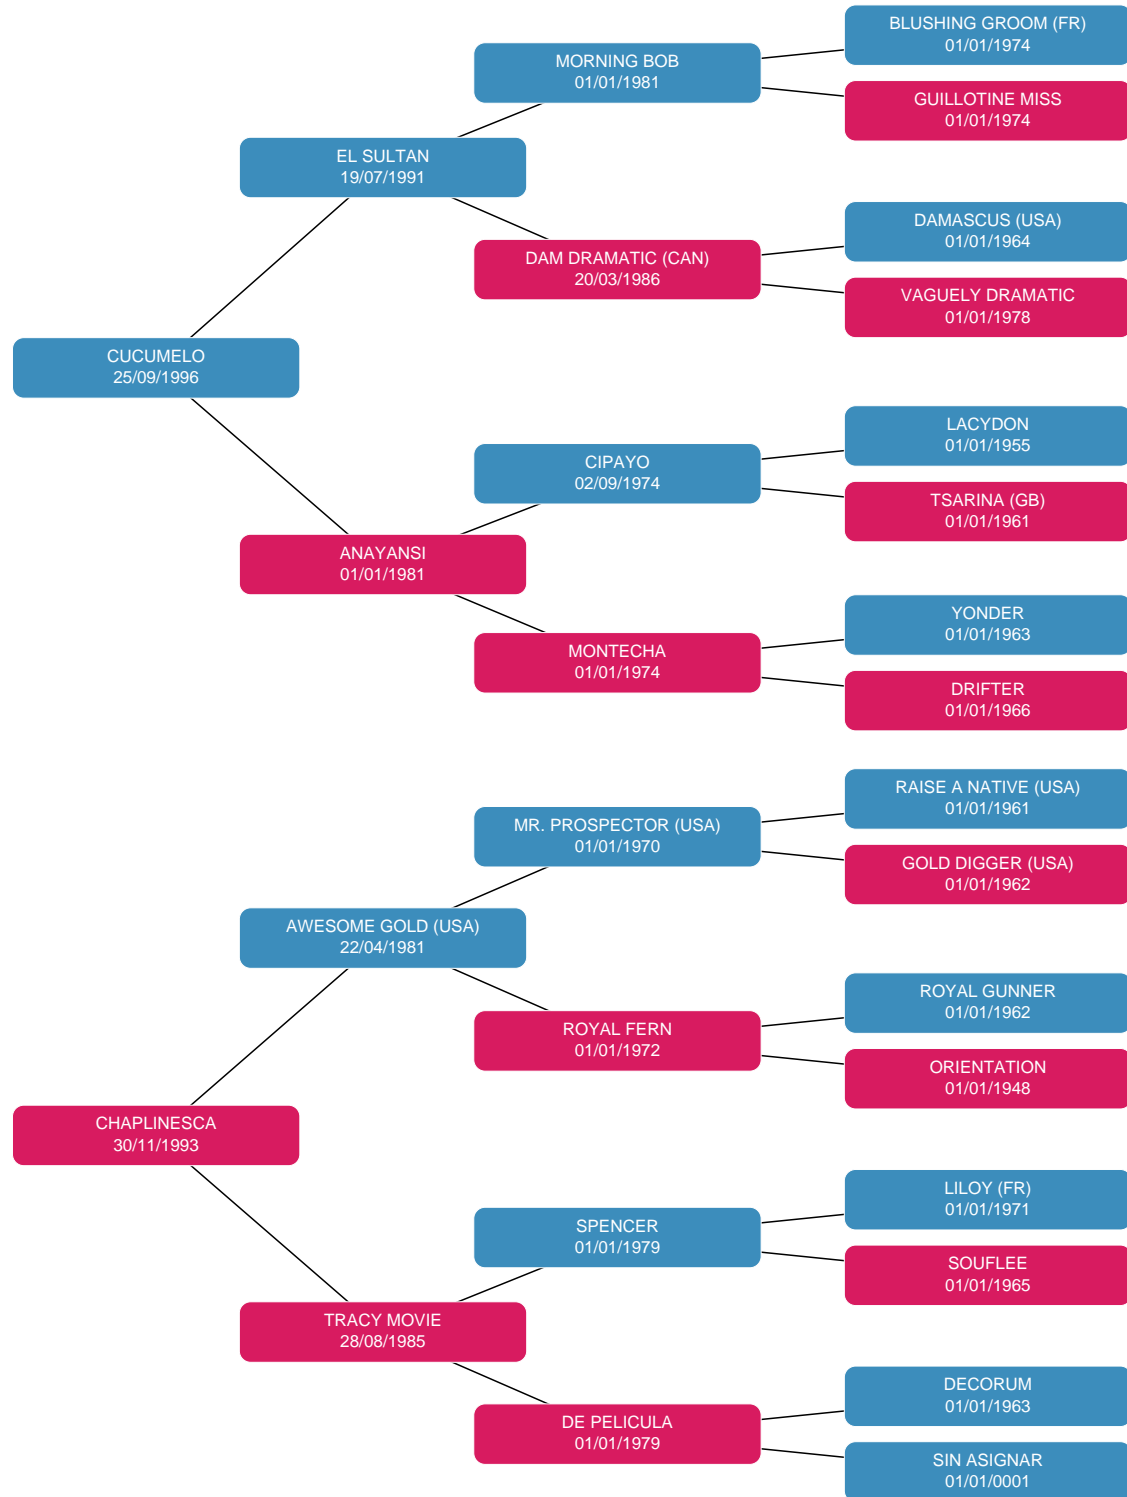 BLUSHING GROOM (FR)
01/01/1974
MORNING BOB
01/01/1981
GUILLOTINE MISS
01/01/1974
EL SULTAN
19/07/1991
DAMASCUS (USA)
01/01/1964
DAM DRAMATIC (CAN)
20/03/1986
VAGUELY DRAMATIC
01/01/1978
CUCUMELO
25/09/1996
LACYDON
01/01/1955
CIPAYO
02/09/1974
TSARINA (GB)
01/01/1961
ANAYANSI
01/01/1981
YONDER
01/01/1963
MONTECHA
01/01/1974
DRIFTER
01/01/1966
RAISE A NATIVE (USA)
01/01/1961
MR. PROSPECTOR (USA)
01/01/1970
GOLD DIGGER (USA)
01/01/1962
AWESOME GOLD (USA)
22/04/1981
ROYAL GUNNER
01/01/1962
ROYAL FERN
01/01/1972
ORIENTATION
01/01/1948
CHAPLINESCA
30/11/1993
LILOY (FR)
01/01/1971
SPENCER
01/01/1979
SOUFLEE
01/01/1965
TRACY MOVIE
28/08/1985
DECORUM
01/01/1963
DE PELICULA
01/01/1979
SIN ASIGNAR
01/01/0001